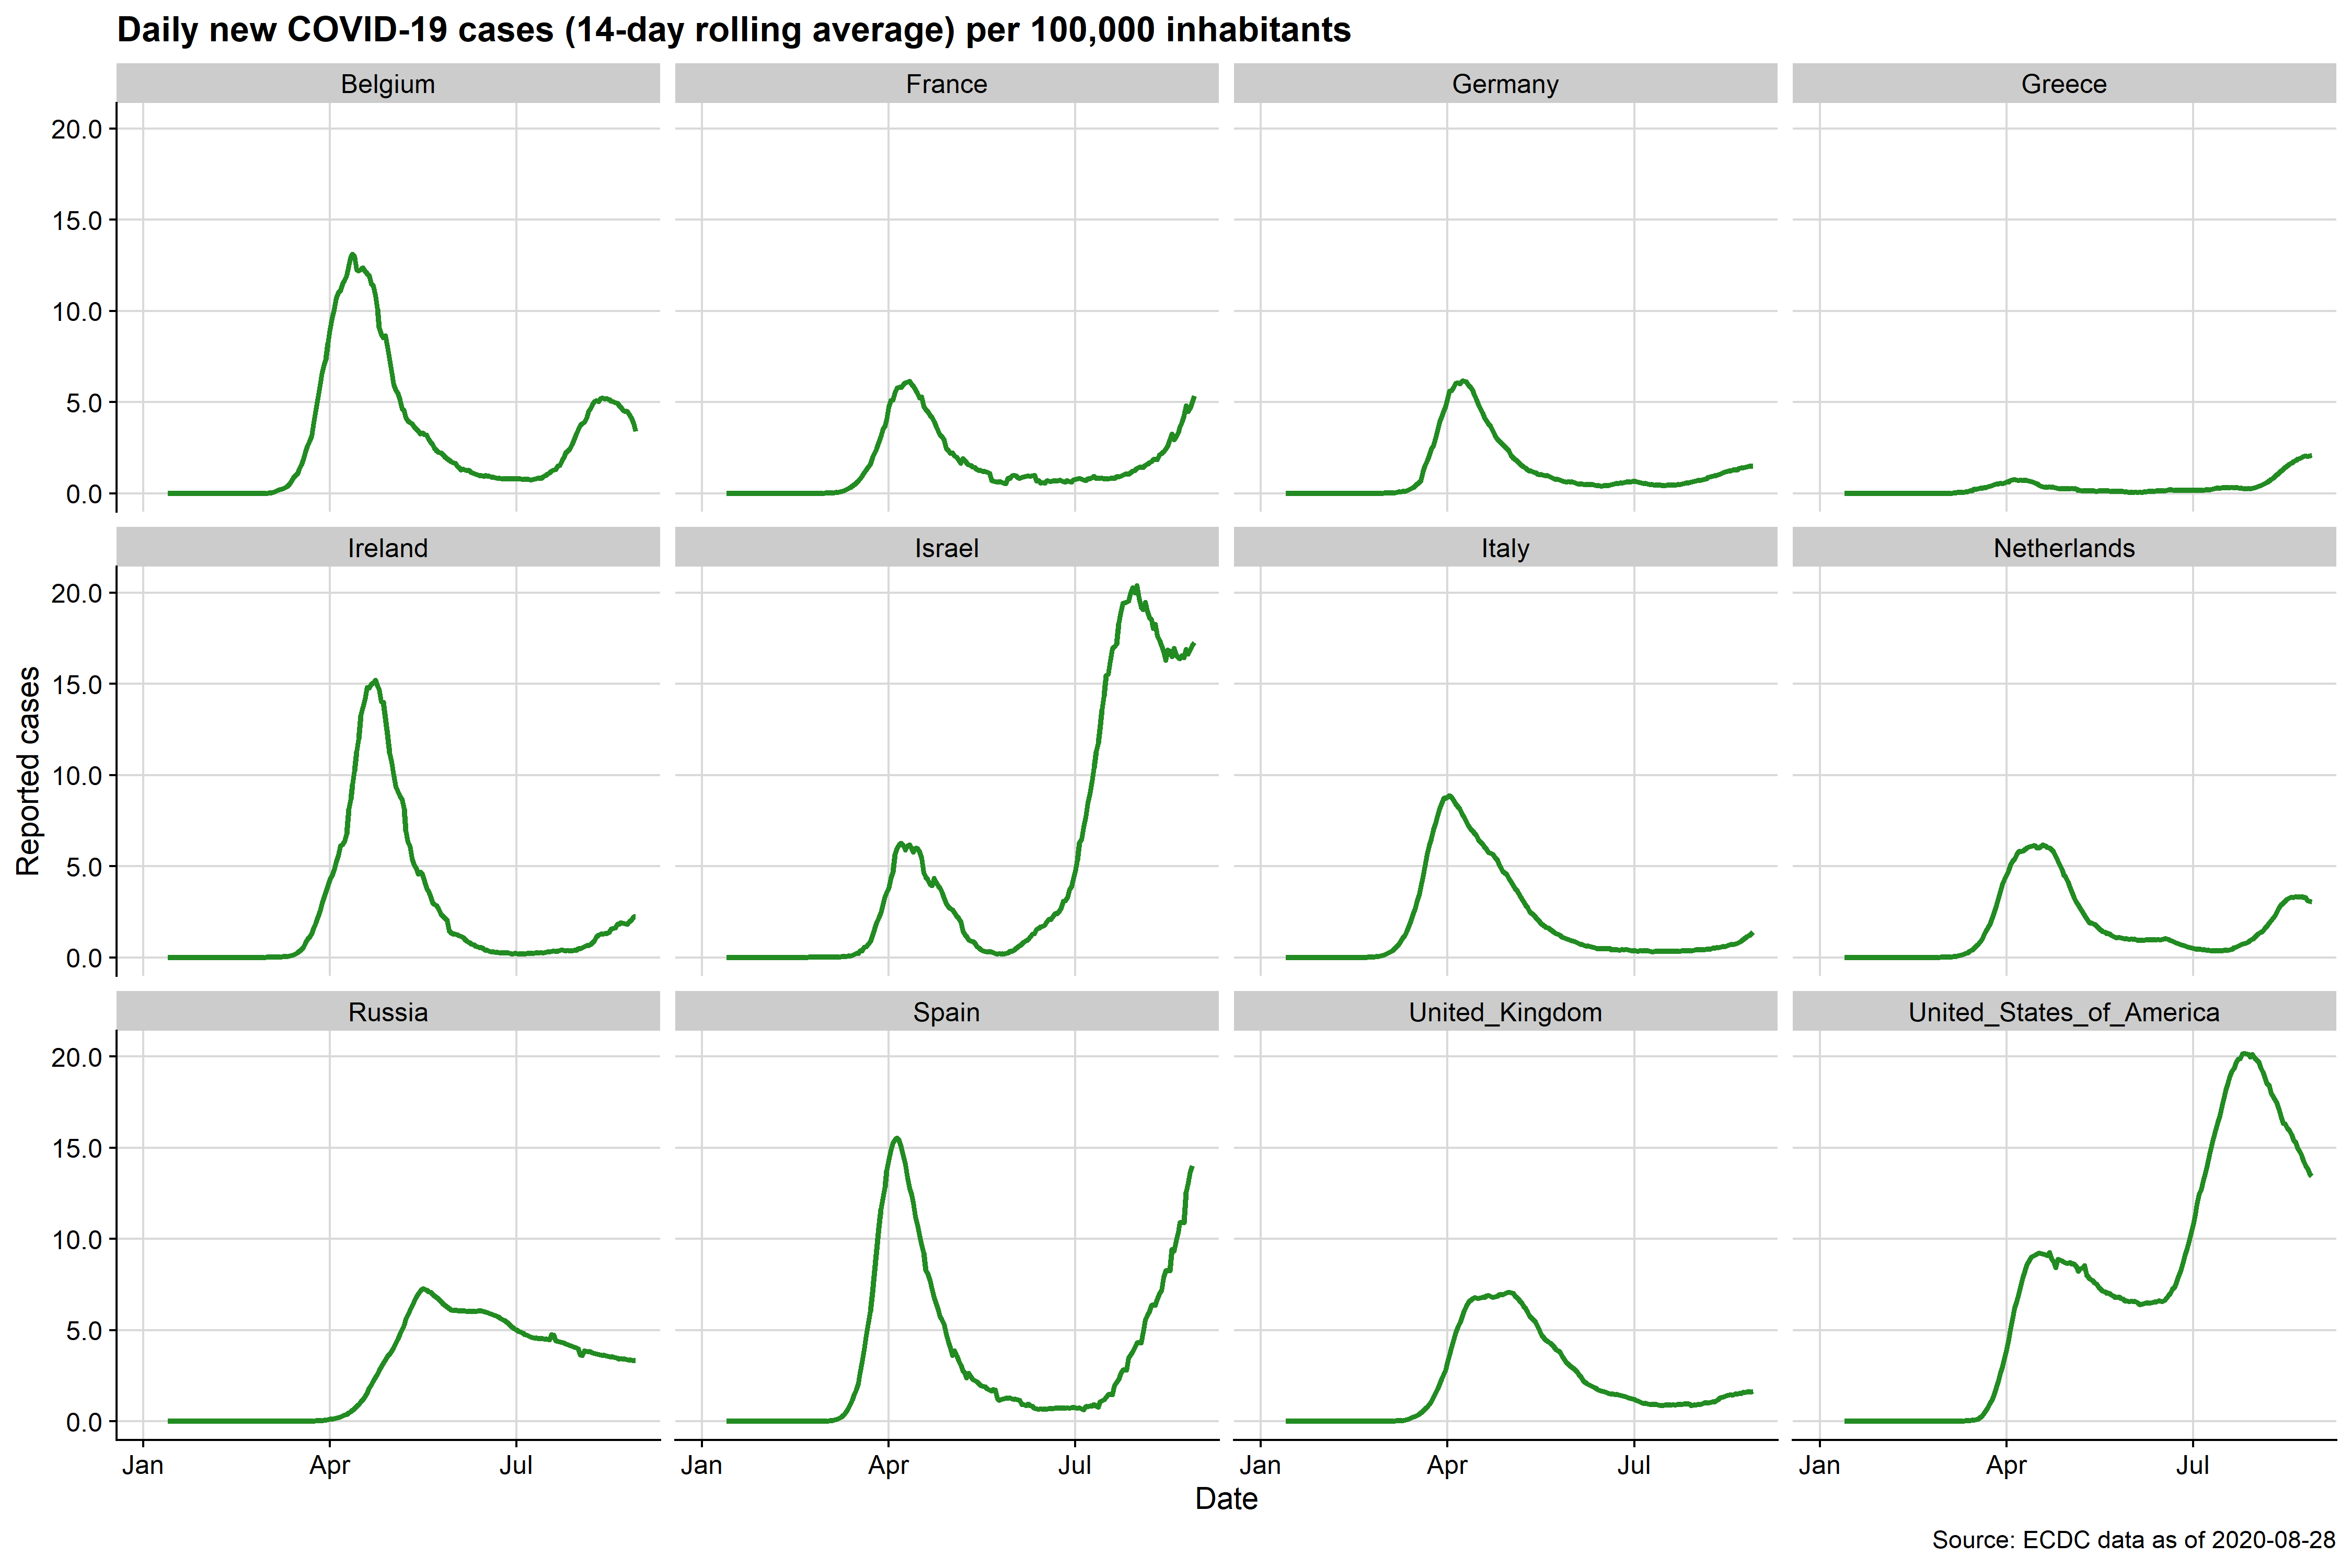 Daily new COVID-19 cases (14-day rolling average) per 100,000 inhabitants
Belgium France Germany Greece
20.0
15.0
10.0
5.0
0.0
Ireland Israel Italy Netherlands
20.0
15.0
10.0
5.0
0.0
Reported cases
Russia Spain United_Kingdom United_States_of_America
20.0
15.0
10.0
5.0
0.0
Jan Apr Jul Jan Apr Jul Jan Apr Jul Jan Apr Jul
Date
Source: ECDC data as of 2020-08-28